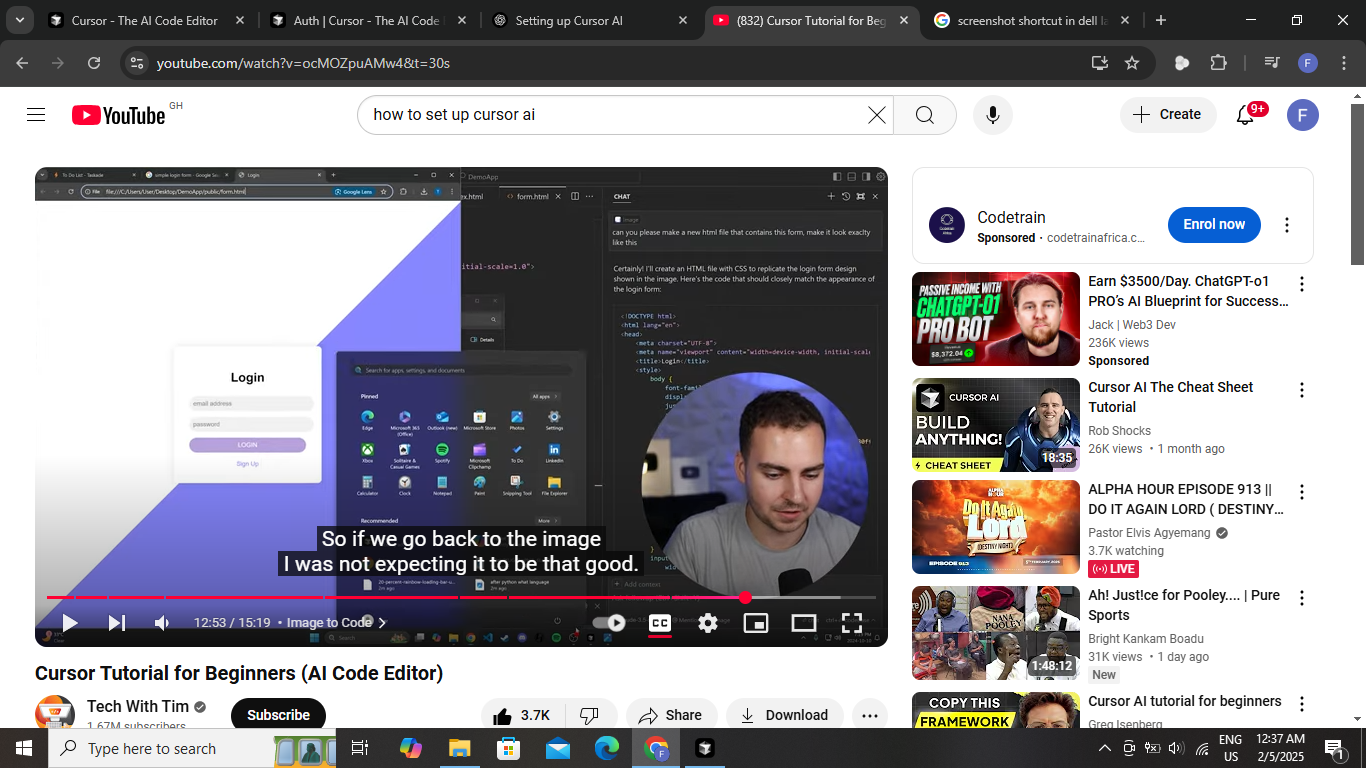 Cursor - The AI Code Editor
Auth | Cursor - The AI Code
Setting up Cursor AI
(832) Cursor Tutorial for Beg
screenshot shortcut in dell la
youtube.com/watch?v=ocMOZpuAMw4&t=30s
F
YouTube GH
how to set up cursor ai
Create
9+
F
To Do List - Taskade
simple login form - Google Se
Login
File file:///C:/Users/User/Desktop/DemoApp/public/form.html
Google Lens
DemoApp
ex.html
form.html
CHAT
Image
can you please make a new html file that contains this form, make it look exaclty
like this
initial-scale=1.0">
Certainly! I'll create an HTML file with CSS to replicate the login form design
shown in the image. Here's the code that should closely match the appearance of
the login form:
<!DOCTYPE html>
<html lang="en">
<head>
<meta charset="UTF-8">
<meta name="viewport" content="width=device-width, initial-scale
<title>Login</title>
<style>
body {
font-fami
displ
Details
Login
email address
password
LOGIN
Sign Up
Search for apps, settings, and documents
Pinned
All apps
Edge
Microsoft 365 (Office)
Outlook (new)
Microsoft Store
Photos
Settings
Xbox
Solitaire & Casual Games
Spotify
Microsoft Clipchamp
To Do
LinkedIn
Calculator
Clock
Notepad
Paint
Snipping Tool
File Explorer
Recommended
More
20-percent-rainbow-loading-bar-u...
after python what language
}
input
Add context
So if we go back to the image
I was not expecting it to be that good.
12:53 / 15:19 • Image to Code
CC
Search
2024-10-10
Cursor Tutorial for Beginners (AI Code Editor)
Tech With Tim
1.67M subscribers
Subscribe
3.7K
Share
Download
Codetrain
Sponsored · codetrainafrica.c...
Enrol now
PASSIVE INCOME WITH
CHATGPT-01
PRO BOT
$8,372.04
Earn $3500/Day. ChatGPT-o1
PRO's AI Blueprint for Success...
Jack | Web3 Dev
236K views
Sponsored
CURSOR AI
BUILD
ANYTHING!
CHEAT SHEET
18:35
Cursor AI The Cheat Sheet
Tutorial
Rob Shocks
26K views • 1 month ago
ALPHA HOUR
Do It Again
Lord
(DESTINY NIGHT)
EPISODE 913
ALPHA HOUR EPISODE 913 ||
DO IT AGAIN LORD ( DESTINY...
Pastor Elvis Agyemang
3.7K watching
LIVE
NANA POOLEY
1:48:12
Ah! Just!ce for Pooley.... | Pure
Sports
Bright Kankam Boadu
31K views • 1 day ago
New
COPY THIS
FRAMEWORK
Cursor AI tutorial for beginners
Greg Isenberg
Type here to search
ENG
US
12:37 AM
2/5/2025
1